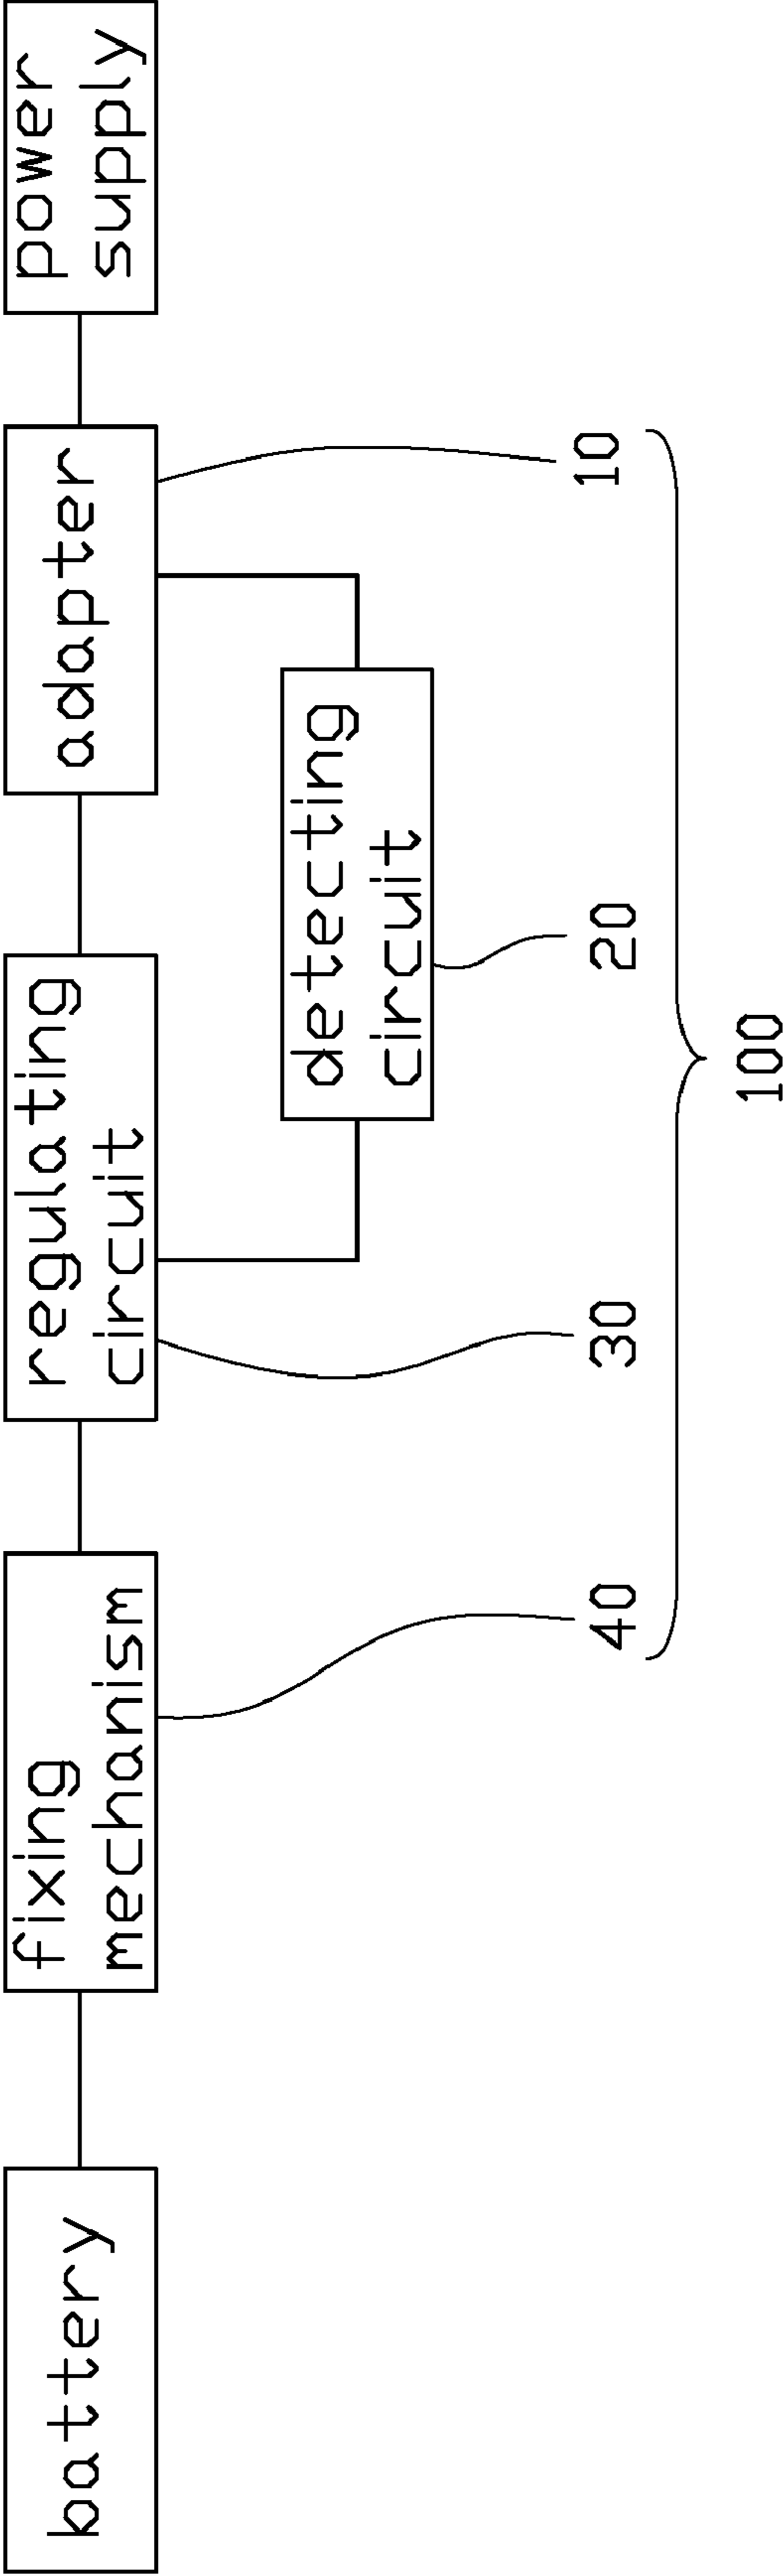 battery
fixing
mechanism
regulating
circuit
adapter
power
supply
detecting
circuit
40
30
20
10
100